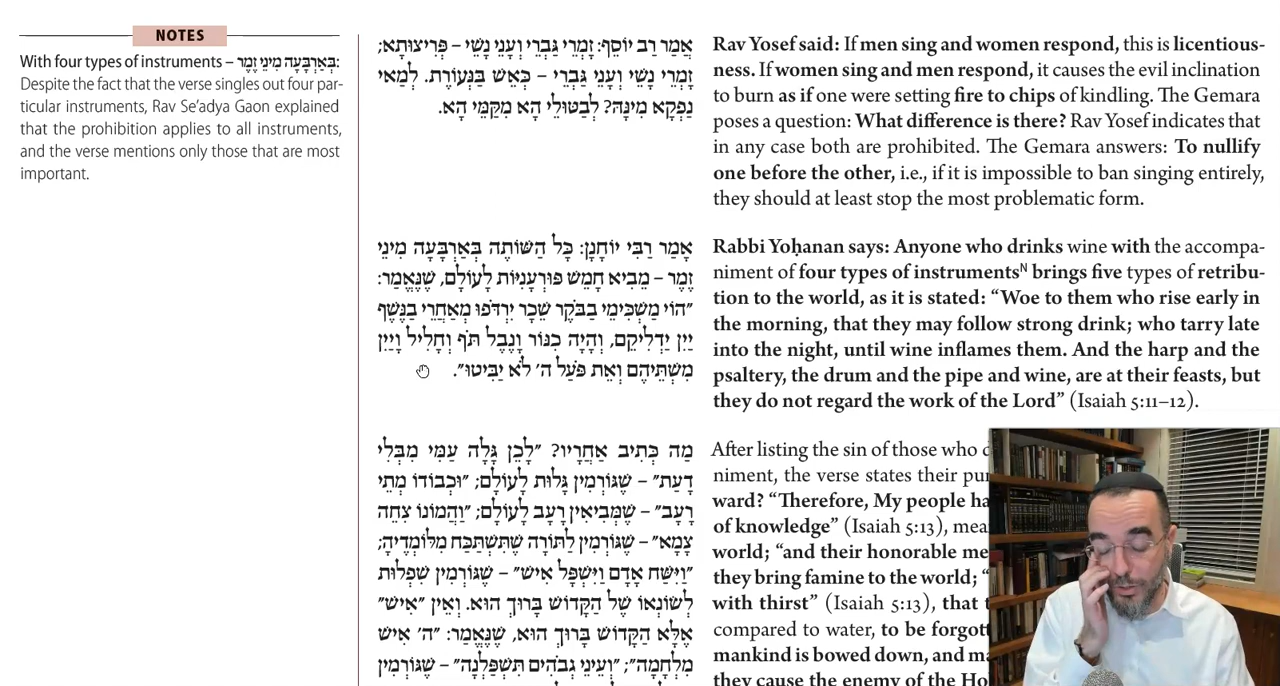 NOTES
With four types of instruments – בְּאַרְבָּעָה מִינֵי זֶמֶר:
Despite the fact that the verse singles out four par-
ticular instruments, Rav Se’adya Gaon explained
that the prohibition applies to all instruments,
and the verse mentions only those that are most
important.
אֲמַר רַב יוֹסֵף: זָמְרִי גַּבְרֵי וְעָנֵי נָשֵׁי – פְּרִיצוּתָא;
זָמְרִי נָשֵׁי וְעָנֵי גַּבְרֵי – כְּאֵשׁ בַּנְּעוֹרֶת. לְמַאי
נָפְקָא מִינַּהּ? לְבַטּוּלֵי הָא מִקַּמֵּי הָא.
אָמַר רַבִּי יוֹחָנָן: כָּל הַשּׁוֹתֶה בְּאַרְבָּעָה מִינֵי
זֶמֶר – מֵבִיא חָמֵשׁ פּוּרְעָנִיּוֹת לָעוֹלָם, שֶׁנֶּאֱמַר:
״הוֹי מַשְׁכִּימֵי בַבֹּקֶר שֵׁכָר יִרְדֹּפוּ מְאַחֲרֵי בַנֶּשֶׁף
יַיִן יַדְלִיקֵם, וְהָיָה כִנּוֹר וָנֶבֶל תֹּף וְחָלִיל וָיַיִן
מִשְׁתֵּיהֶם וְאֵת פֹּעַל ה׳ לֹא יַבִּיטוּ״.
מַה כְּתִיב אַחֲרָיו? ״לָכֵן גָּלָה עַמִּי מִבְּלִי
דָעַת״ – שֶׁגּוֹרְמִין גָּלוּת לָעוֹלָם; ״וּכְבוֹדוֹ מְתֵי
רָעָב״ – שֶׁמְּבִיאִין רָעָב לָעוֹלָם; ״וַהֲמוֹנוֹ צִחֵה
צָמָא״ – שֶׁגּוֹרְמִין לַתּוֹרָה שֶׁתִּשְׁתַּכַּח מִלּוֹמְדֶיהָ;
״וַיִּשַּׁח אָדָם וַיִּשְׁפַּל אִישׁ״ – שֶׁגּוֹרְמִין שִׁפְלוּת
לְשׂוֹנְאוֹ שֶׁל הַקָּדוֹשׁ בָּרוּךְ הוּא. וְאֵין ״אִישׁ״
אֶלָּא הַקָּדוֹשׁ בָּרוּךְ הוּא, שֶׁנֶּאֱמַר: ״ה׳ אִישׁ
מִלְחָמָה״; ״וְעֵינֵי גְבֹהִים תִּשְׁפַּלְנָה״ – שֶׁגּוֹרְמִין
Rav Yosef said: If men sing and women respond, this is licentious-
ness. If women sing and men respond, it causes the evil inclination
to burn as if one were setting fire to chips of kindling. The Gemara
poses a question: What difference is there? Rav Yosef indicates that
in any case both are prohibited. The Gemara answers: To nullify
one before the other, i.e., if it is impossible to ban singing entirely,
they should at least stop the most problematic form.
Rabbi Yoḥanan says: Anyone who drinks wine with the accompa-
niment of four types of instrumentsᴺ brings five types of retribu-
tion to the world, as it is stated: “Woe to them who rise early in
the morning, that they may follow strong drink; who tarry late
into the night, until wine inflames them. And the harp and the
psaltery, the drum and the pipe and wine, are at their feasts, but
they do not regard the work of the Lord” (Isaiah 5:11–12).
After listing the sin of those who
niment, the verse states their
ward? “Therefore, My people
of knowledge” (Isaiah 5:13),
world; “and their honorable
they bring famine to the world; “
with thirst” (Isaiah 5:13), that
compared to water, to be
mankind is bowed down, and
they cause the enemy of the